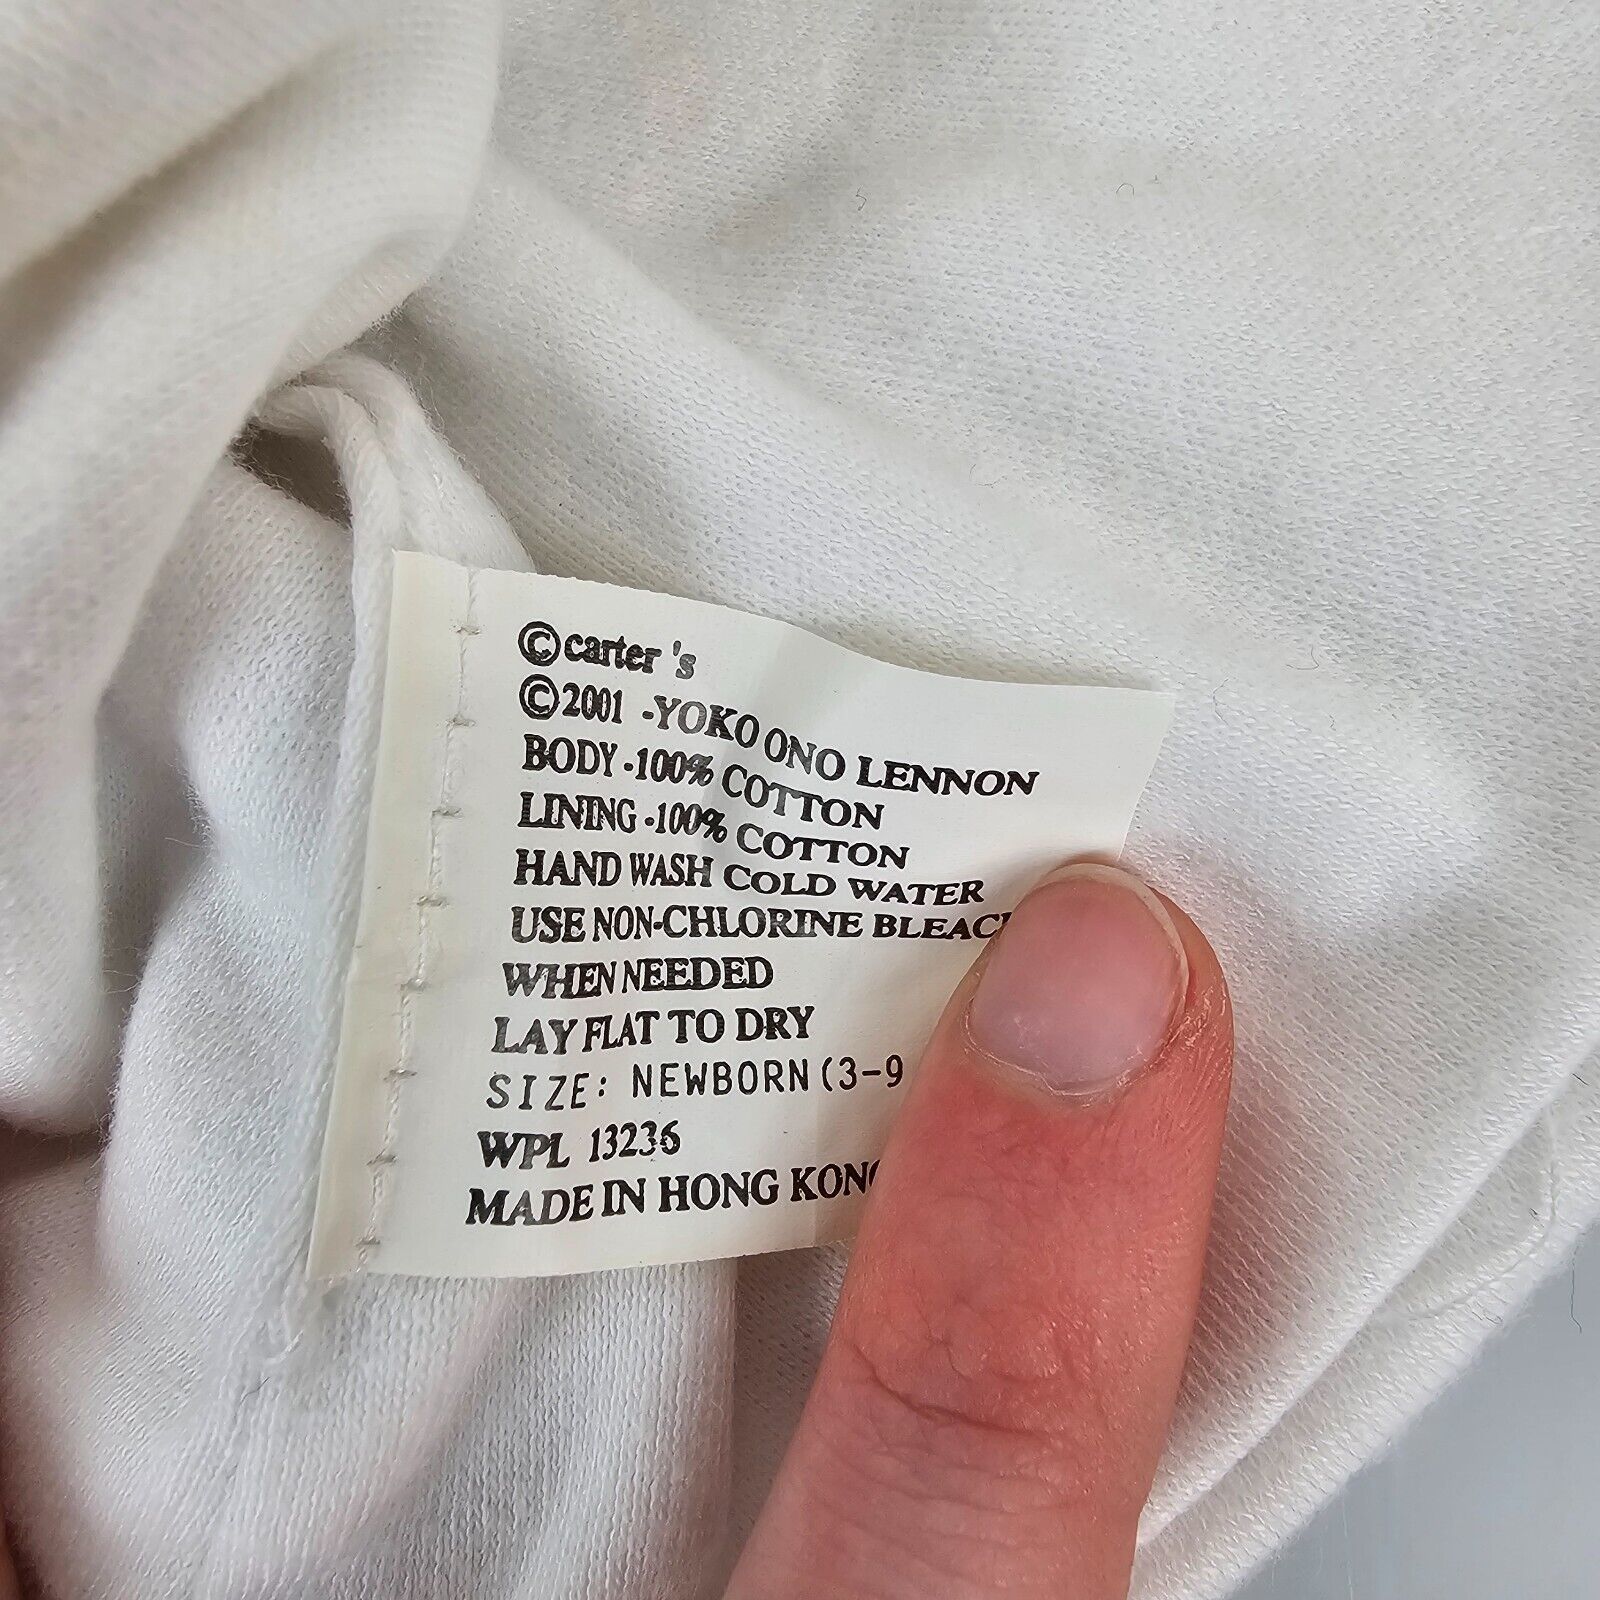 ©carter's
©2001 -YOKO ONO LENNON
BODY-100% COTTON
LINING-100% COTTON
HAND WASH COLD WATER
USE NON-CHLORINE BLEACH
WHEN NEEDED
LAY FLAT TO DRY
SIZE: NEWBORN (3-9
WPL 13236
MADE IN HONG KONG